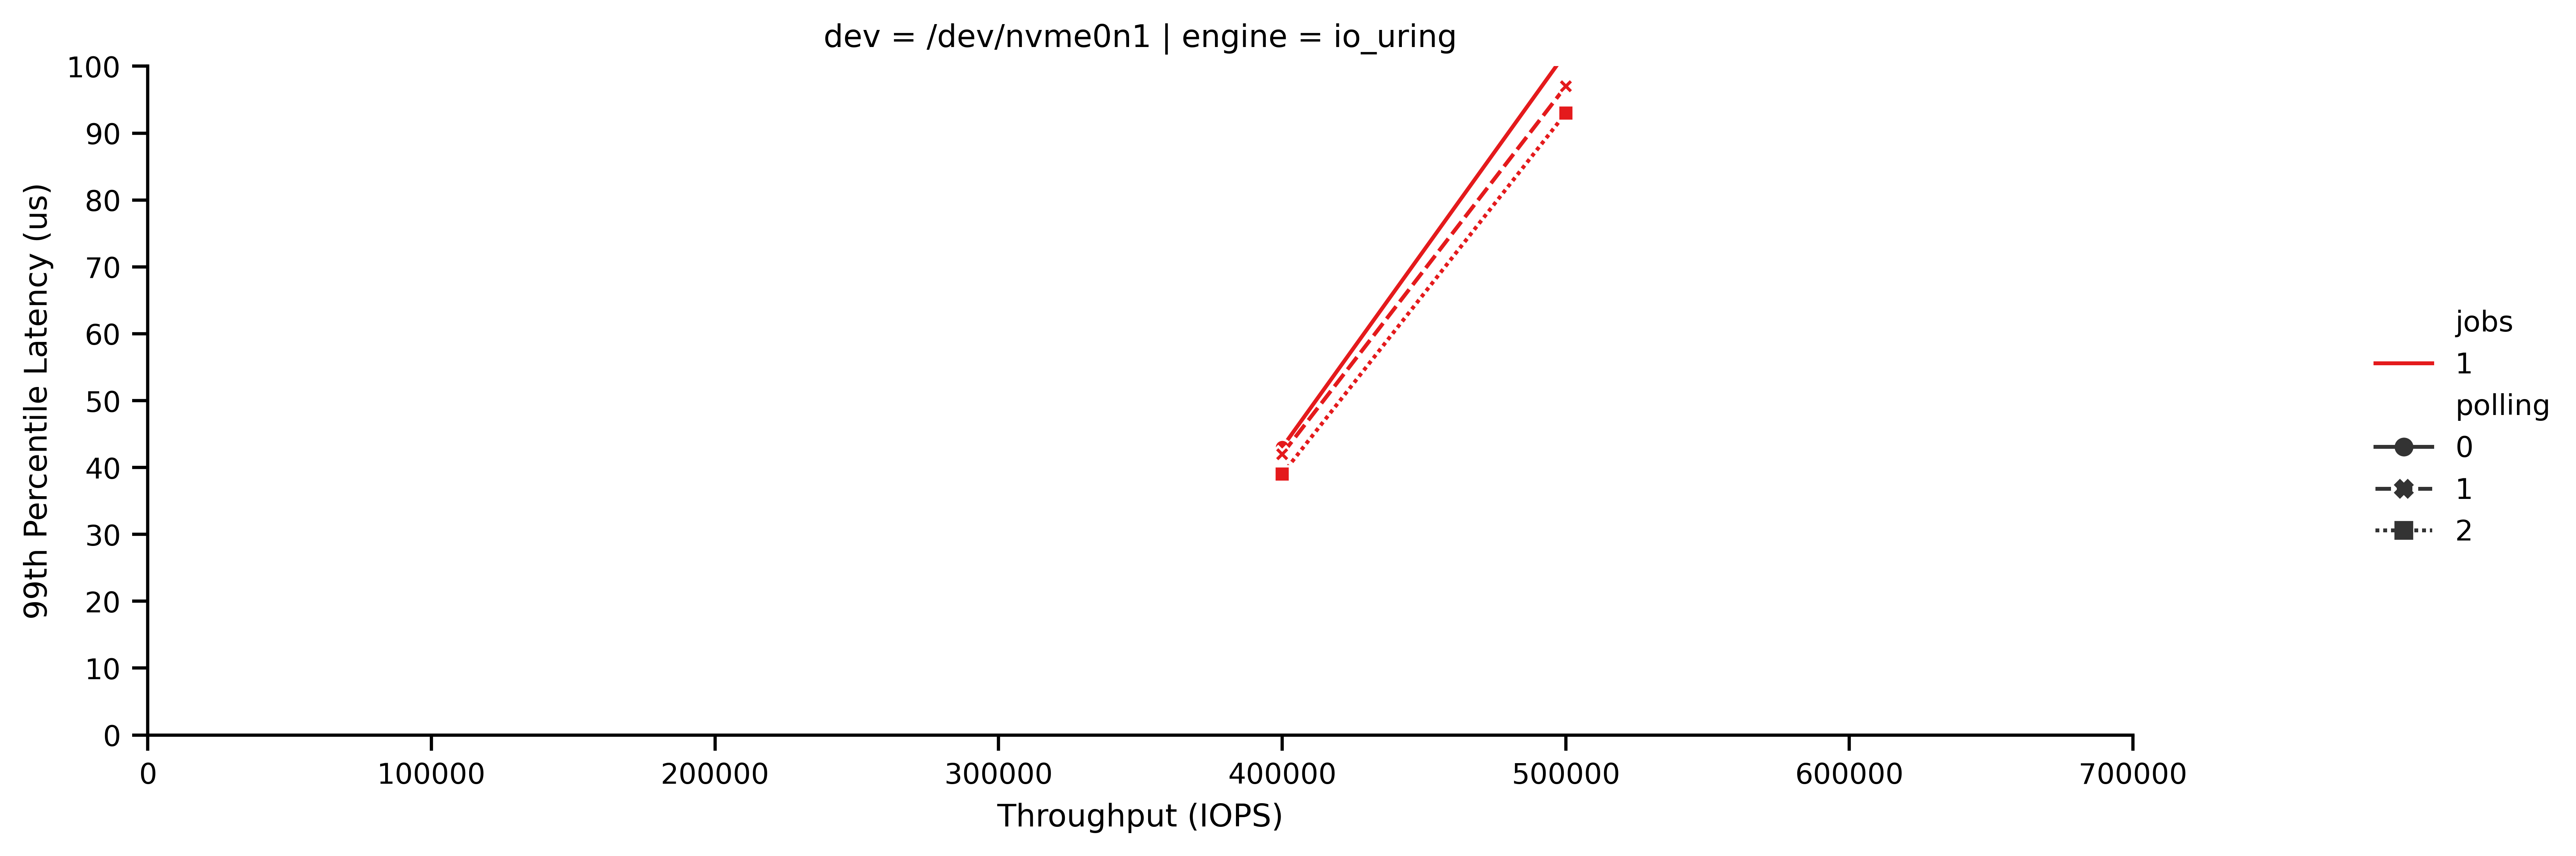 dev = /dev/nvme0n1 | engine = io_uring
99th Percentile Latency (us)
100
90
80
70
60
50
40
30
20
10
0
0 100000 200000 300000 400000 500000 600000 700000
Throughput (IOPS)
jobs
1
polling
0
1
2